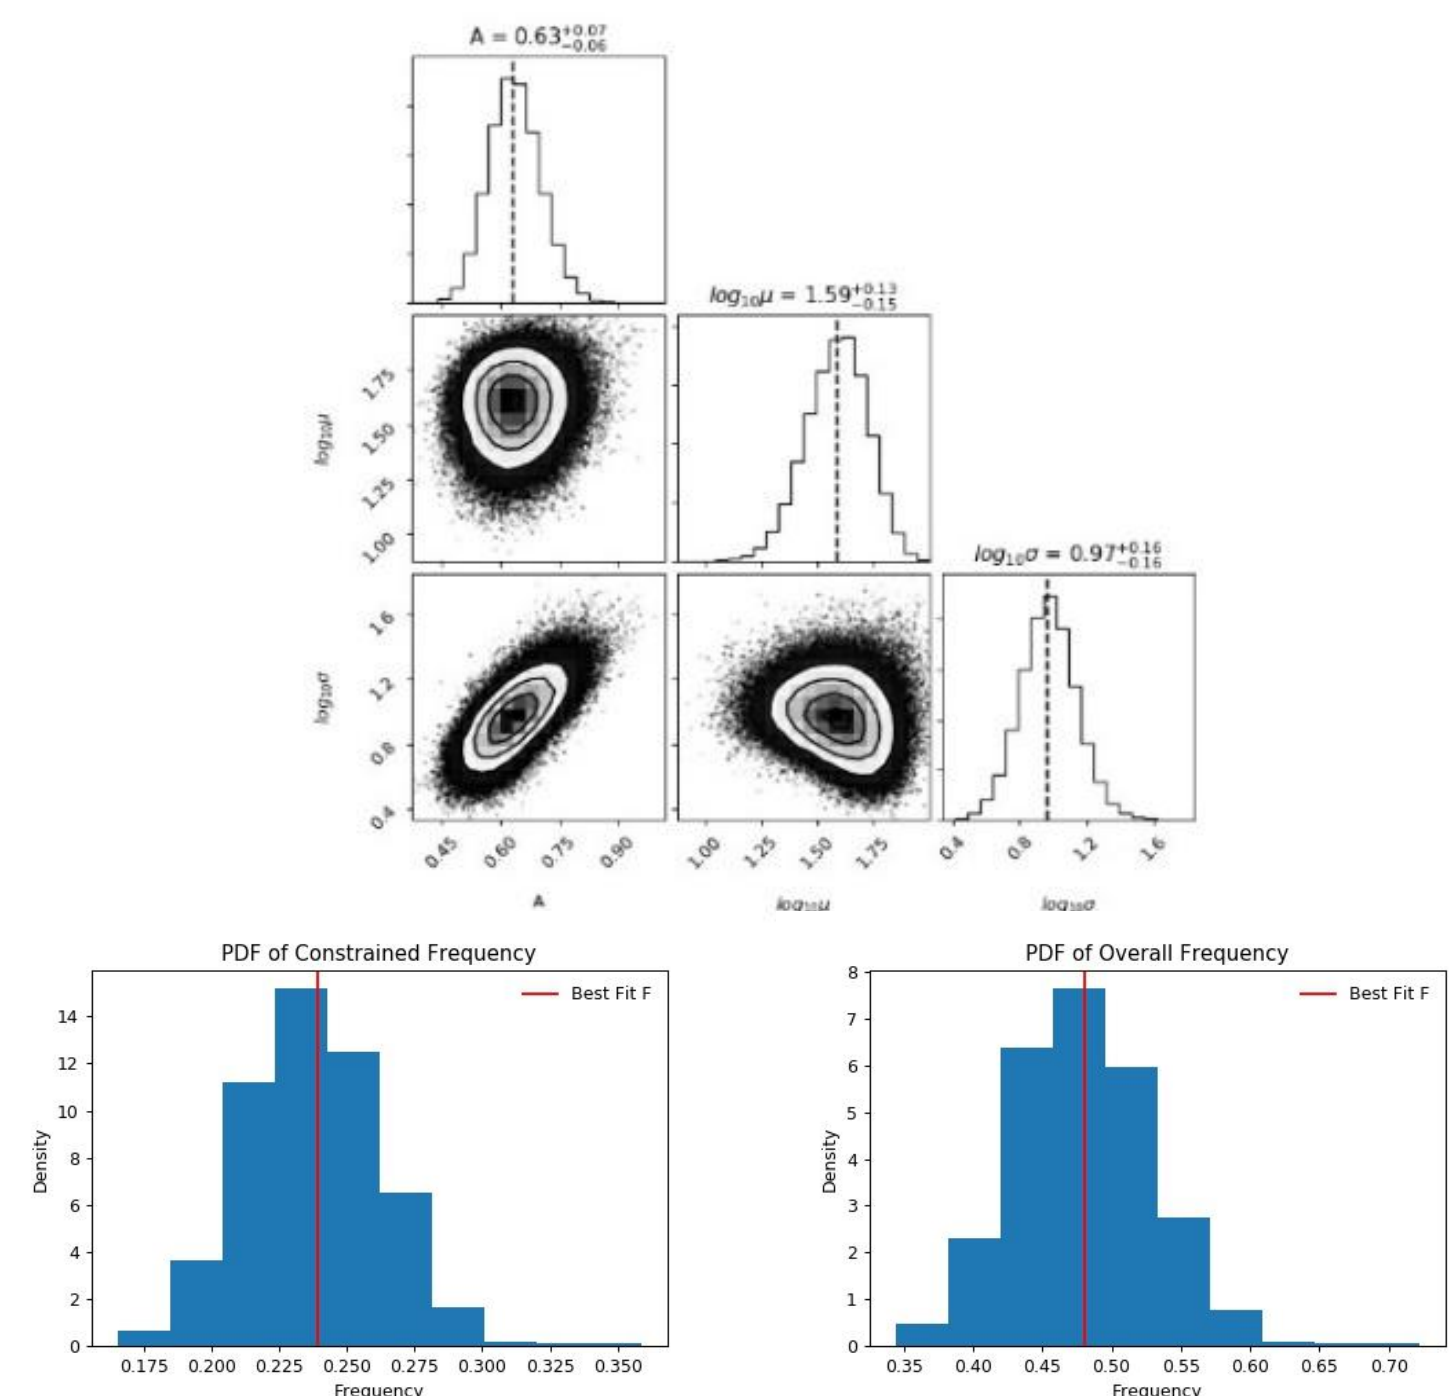 A = 0.63+0.07 −0.06
log10μ = 1.59+0.13 −0.15
1.75
1.50
1.25
1.00
log10μ
log10σ = 0.97+0.16 −0.16
1.6
1.2
0.8
0.4
log10σ
0.45 0.60 0.75 0.90
1.00 1.25 1.50 1.75
0.4 0.8 1.2 1.6
A
log10μ
log10σ
PDF of Constrained Frequency
Best Fit F
14
12
10
8
6
4
2
0
Density
0.175 0.200 0.225 0.250 0.275 0.300 0.325 0.350
Frequency
PDF of Overall Frequency
Best Fit F
8
7
6
5
4
3
2
1
0
Density
0.35 0.40 0.45 0.50 0.55 0.60 0.65 0.70
Frequency